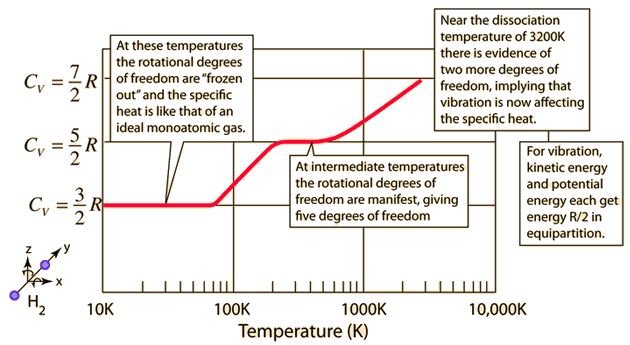 At these temperatures
the rotational degrees
of freedom are "frozen
out" and the specific
heat is like that of an
ideal monoatomic gas.
Near the dissociation
temperature of 3200K
there is evidence of
two more degrees of
freedom, implying that
vibration is now affecting
the specific heat.
C_V = 7/2 R
C_V = 5/2 R
C_V = 3/2 R
At intermediate temperatures
the rotational degrees of
freedom are manifest, giving
five degrees of freedom
For vibration,
kinetic energy
and potential
energy each get
energy R/2 in
equipartition.
z
y
x
H₂
10K
100K
1000K
10,000K
Temperature (K)